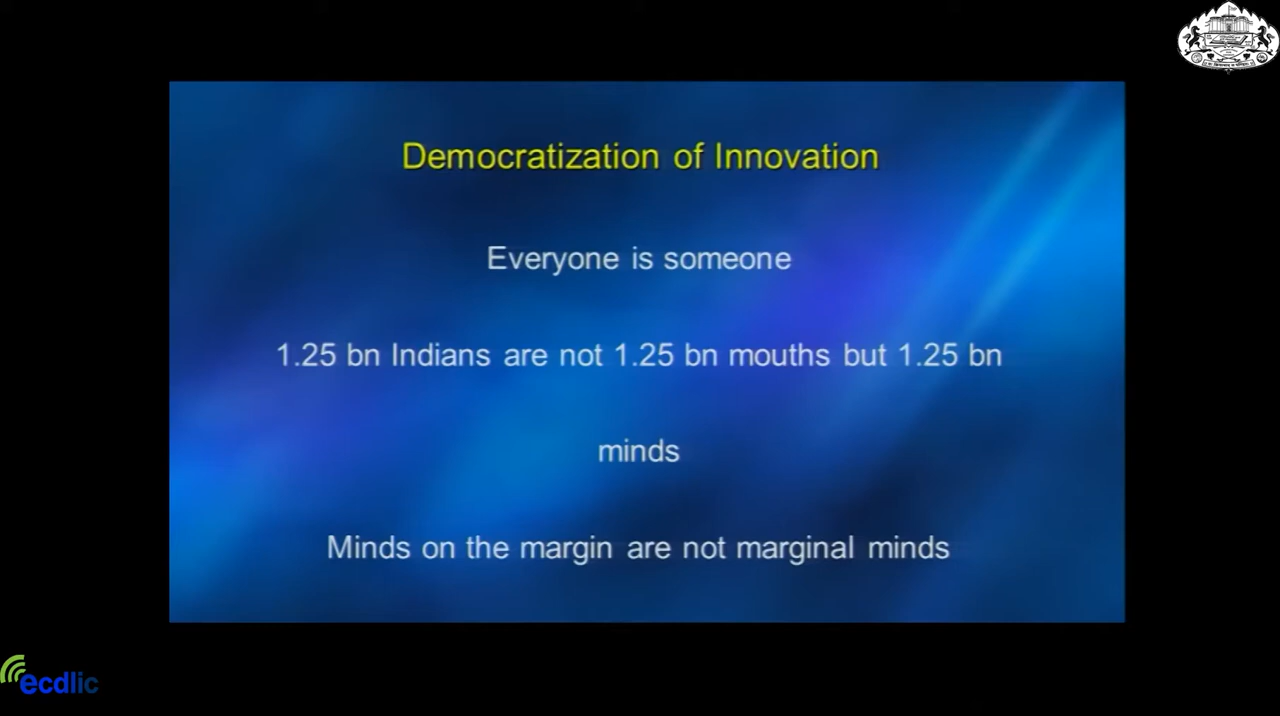 Democratization of Innovation
Everyone is someone
1.25 bn Indians are not 1.25 bn mouths but 1.25 bn
minds
Minds on the margin are not marginal minds
ecdlic